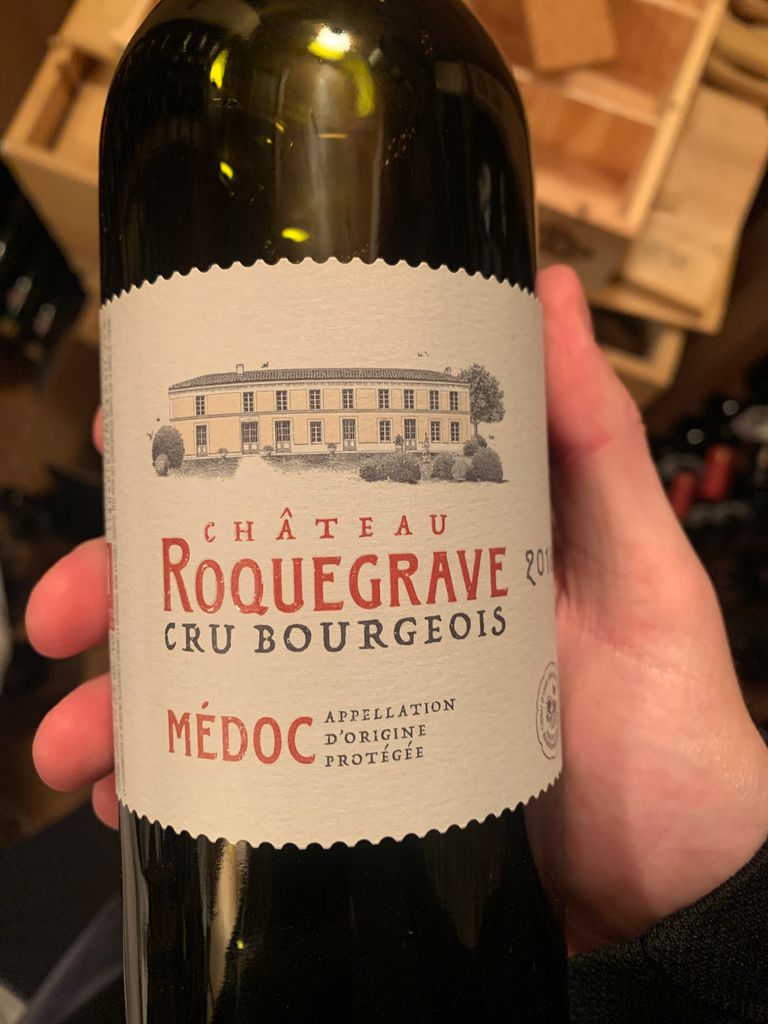 CHÂTEAU
ROQUEGRAVE
CRU BOURGEOIS
MÉDOC
APPELLATION
D'ORIGINE
PROTÉGÉE